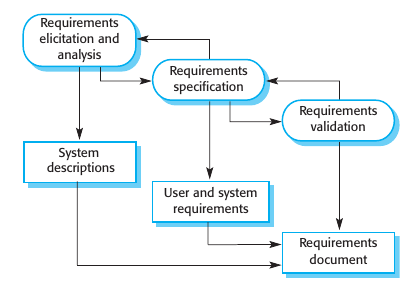 Requirements
elicitation and
analysis
Requirements
specification
Requirements
validation
System
descriptions
User and system
requirements
Requirements
document